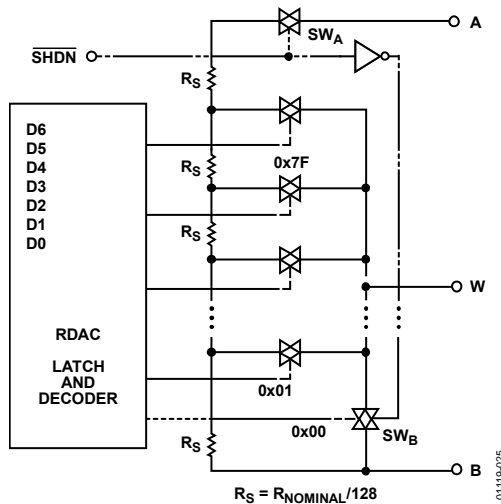 A
SW_A
SHDN
R_S
D6
D5
D4
D3
D2
D1
D0
0x7F
R_S
R_S
W
RDAC
LATCH
AND
DECODER
0x01
0x00
SW_B
R_S
B
R_S = R_NOMINAL/128
01119-025